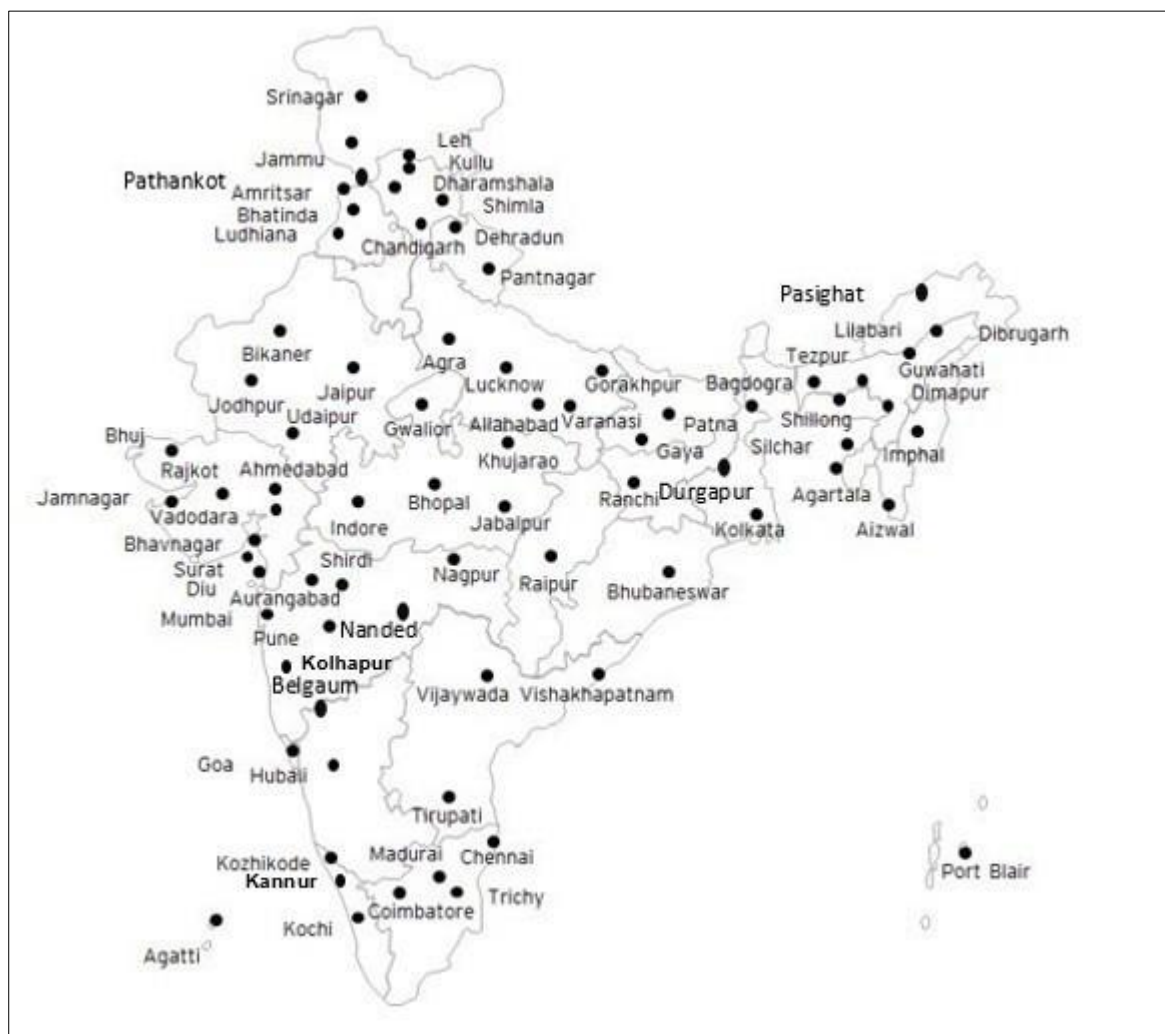 Srinagar
Leh
Jammu
Kullu
Pathankot
Dharamshala
Amritsar
Shimla
Bhatinda
Ludhiana
Chandigarh
Dehradun
Pantnagar
Pasighat
Lilabari
Dibrugarh
Bikaner
Agra
Tezpur
Guwahati
Jaipur
Lucknow
Gorakhpur
Bagdogra
Dimapur
Jodhpur
Udaipur
Gwalior
Allahabad
Varanasi
Patna
Shillong
Bhuj
Khujarao
Gaya
Silchar
Imphal
Rajkot
Ahmedabad
Jamnagar
Vadodara
Indore
Bhopal
Jabalpur
Ranchi
Durgapur
Agartala
Kolkata
Aizwal
Bhavnagar
Shirdi
Surat
Nagpur
Raipur
Bhubaneswar
Diu
Aurangabad
Mumbai
Pune
Nanded
Kolhapur
Belgaum
Vijaywada
Vishakhapatnam
Goa
Hubali
Tirupati
Kozhikode
Madurai
Chennai
Port Blair
Kannur
Coimbatore
Trichy
Kochi
Agatti